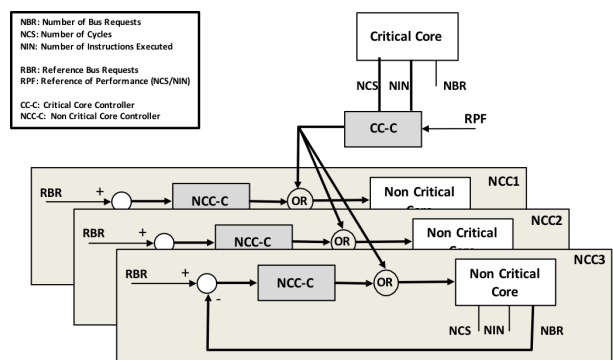 NBR: Number of Bus Requests
NCS: Number of Cycles
NIN: Number of Instructions Executed
RBR: Reference Bus Requests
RPF: Reference of Performance (NCS/NIN)
CC-C: Critical Core Controller
NCC-C: Non Critical Core Controller
Critical Core
NCS NIN NBR
CC-C
RPF
NCC1
RBR + NCC-C OR Non Critical
NCC2
RBR + NCC-C OR Non Critical
NCC3
RBR + - NCC-C OR Non Critical
Core
NCS NIN NBR